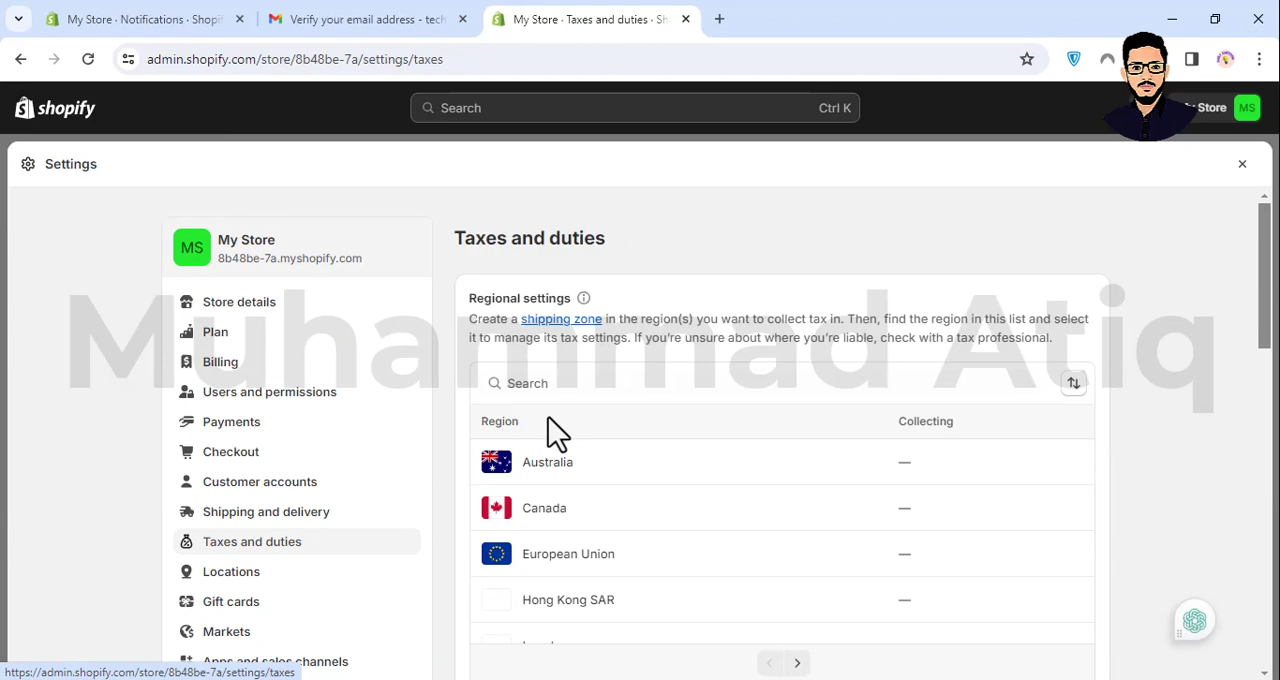 My Store · Notifications · Shopif
Verify your email address - tech
My Store · Taxes and duties · Sh
admin.shopify.com/store/8b48be-7a/settings/taxes
shopify
Search
Ctrl K
Store
MS
Settings
MS
My Store
8b48be-7a.myshopify.com
Store details
Plan
Billing
Users and permissions
Payments
Checkout
Customer accounts
Shipping and delivery
Taxes and duties
Locations
Gift cards
Markets
Apps and sales channels
Taxes and duties
Regional settings
Create a shipping zone in the region(s) you want to collect tax in. Then, find the region in this list and select
it to manage its tax settings. If you're unsure about where you're liable, check with a tax professional.
Search
Region
Collecting
Australia
—
Canada
—
European Union
—
Hong Kong SAR
—
Muhammad Atiq
https://admin.shopify.com/store/8b48be-7a/settings/taxes